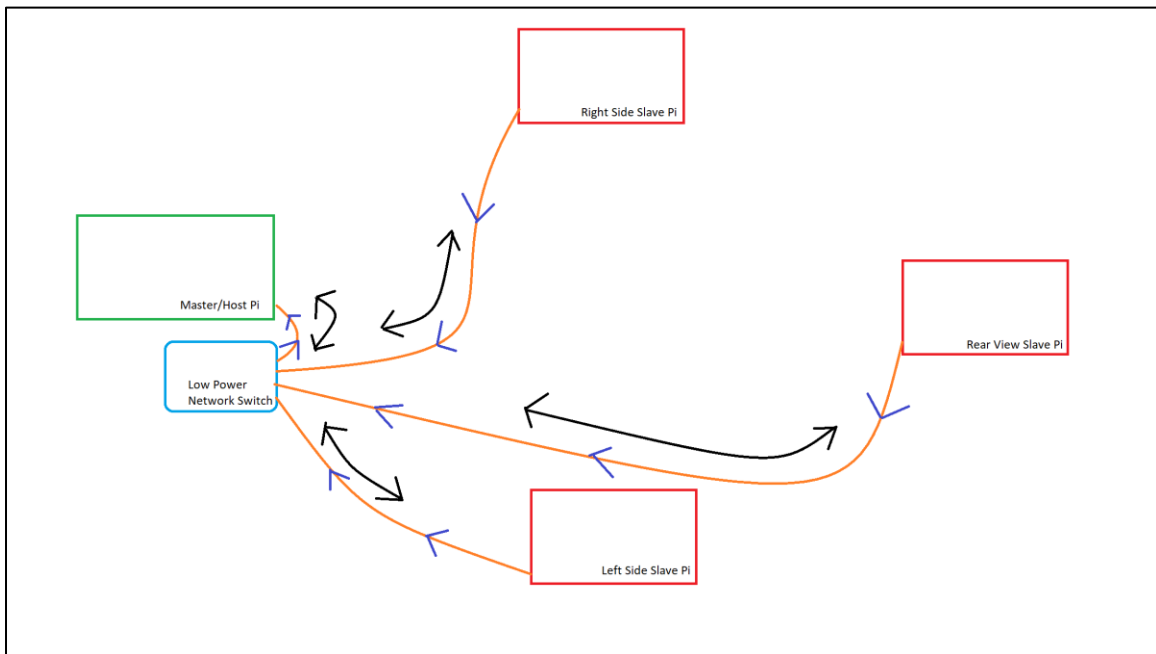 Right Side Slave Pi
Master/Host Pi
Rear View Slave Pi
Low Power
Network Switch
Left Side Slave Pi